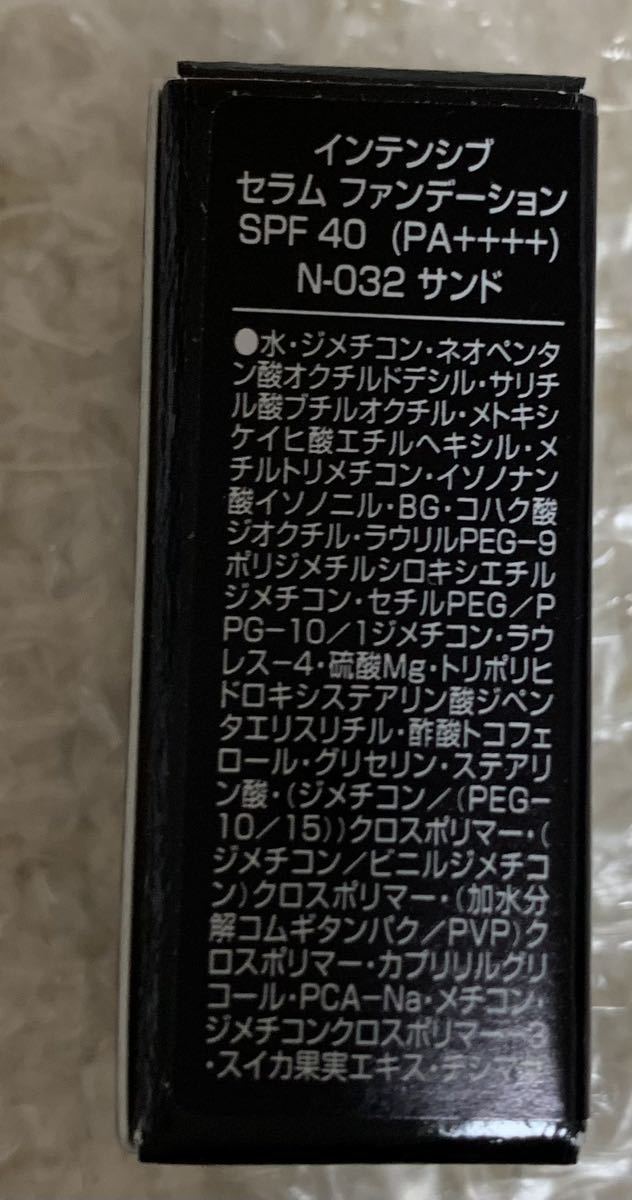 インテンシブ
セラム ファンデーション
SPF 40 (PA++++)
N-032 サンド
●水・ジメチコン・ネオペンタ
ン酸オクチルドデシル・サリチ
ル酸ブチルオクチル・メトキシ
ケイヒ酸エチルヘキシル・メ
チルトリメチコン・イソノナン
酸イソノニル・BG・コハク酸
ジオクチル・ラウリルPEG-9
ポリジメチルシロキシエチル
ジメチコン・セチルPEG/P
PG-10/1ジメチコン・ラウ
レス-4・硫酸Mg・トリポリヒ
ドロキシステアリン酸ジペン
タエリスリチル・酢酸トコフェ
ロール・グリセリン・ステアリ
ン酸・(ジメチコン/(PEG-
10/15))クロスポリマー・(
ジメチコン/ビニルジメチコ
ン)クロスポリマー・(加水分
解コムギタンパク/PVP)ク
ロスポリマー・カプリリルグリ
コール・PCA-Na・メチコン・
ジメチコンクロスポリマー-3
・スイカ果実エキス・